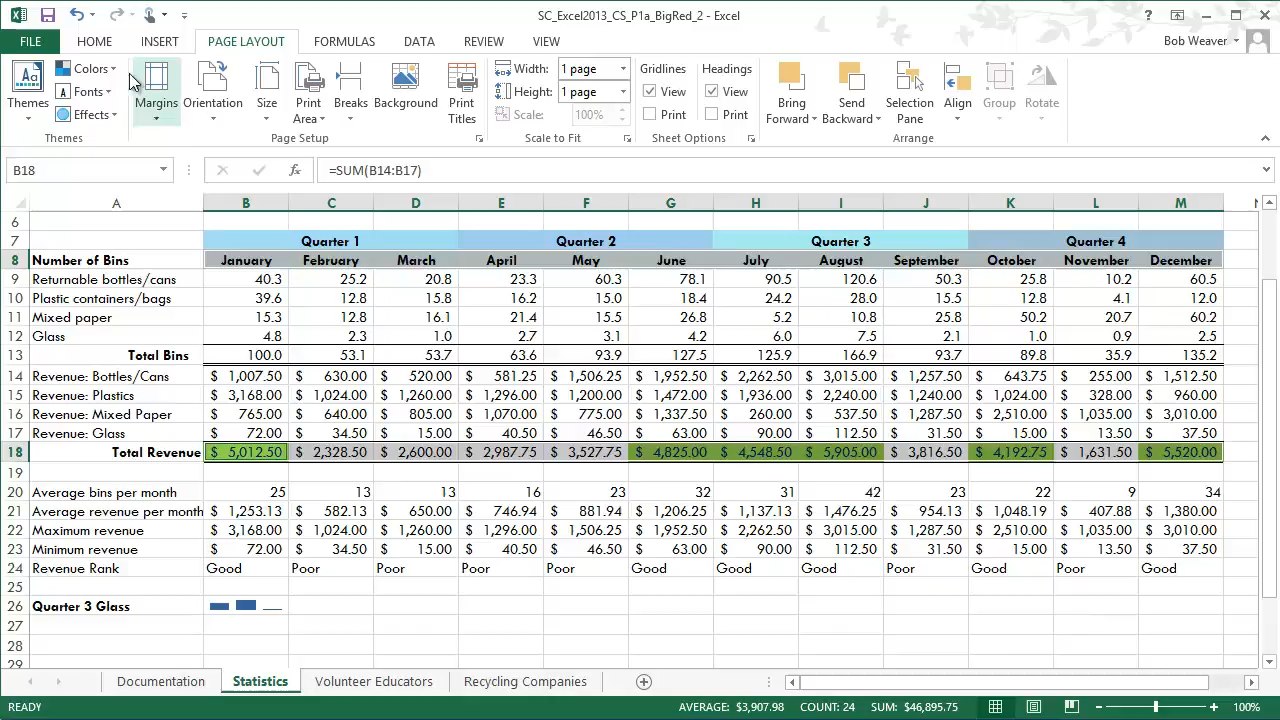 SC_Excel2013_CS_P1a_BigRed_2 - Excel
?
FILE HOME INSERT PAGE LAYOUT FORMULAS DATA REVIEW VIEW Bob Weaver
Colors Width: 1 page Gridlines Headings
Fonts Height: 1 page View View
Effects Scale: 100% Print Print
Themes Margins Orientation Size Print Area Breaks Background Print Titles Bring Forward Send Backward Selection Pane Align Group Rotate
Themes Page Setup Scale to Fit Sheet Options Arrange
B18 fx =SUM(B14:B17)
A B C D E F G H I J K L M
6
7 Quarter 1 Quarter 2 Quarter 3 Quarter 4
8 Number of Bins January February March April May June July August September October November December
9 Returnable bottles/cans 40.3 25.2 20.8 23.3 60.3 78.1 90.5 120.6 50.3 25.8 10.2 60.5
10 Plastic containers/bags 39.6 12.8 15.8 16.2 15.0 18.4 24.2 28.0 15.5 12.8 4.1 12.0
11 Mixed paper 15.3 12.8 16.1 21.4 15.5 26.8 5.2 10.8 25.8 50.2 20.7 60.2
12 Glass 4.8 2.3 1.0 2.7 3.1 4.2 6.0 7.5 2.1 1.0 0.9 2.5
13 Total Bins 100.0 53.1 53.7 63.6 93.9 127.5 125.9 166.9 93.7 89.8 35.9 135.2
14 Revenue: Bottles/Cans $ 1,007.50 $ 630.00 $ 520.00 $ 581.25 $ 1,506.25 $ 1,952.50 $ 2,262.50 $ 3,015.00 $ 1,257.50 $ 643.75 $ 255.00 $ 1,512.50
15 Revenue: Plastics $ 3,168.00 $ 1,024.00 $ 1,260.00 $ 1,296.00 $ 1,200.00 $ 1,472.00 $ 1,936.00 $ 2,240.00 $ 1,240.00 $ 1,024.00 $ 328.00 $ 960.00
16 Revenue: Mixed Paper $ 765.00 $ 640.00 $ 805.00 $ 1,070.00 $ 775.00 $ 1,337.50 $ 260.00 $ 537.50 $ 1,287.50 $ 2,510.00 $ 1,035.00 $ 3,010.00
17 Revenue: Glass $ 72.00 $ 34.50 $ 15.00 $ 40.50 $ 46.50 $ 63.00 $ 90.00 $ 112.50 $ 31.50 $ 15.00 $ 13.50 $ 37.50
18 Total Revenue $ 5,012.50 $ 2,328.50 $ 2,600.00 $ 2,987.75 $ 3,527.75 $ 4,825.00 $ 4,548.50 $ 5,905.00 $ 3,816.50 $ 4,192.75 $ 1,631.50 $ 5,520.00
19
20 Average bins per month 25 13 13 16 23 32 31 42 23 22 9 34
21 Average revenue per month $ 1,253.13 $ 582.13 $ 650.00 $ 746.94 $ 881.94 $ 1,206.25 $ 1,137.13 $ 1,476.25 $ 954.13 $ 1,048.19 $ 407.88 $ 1,380.00
22 Maximum revenue $ 3,168.00 $ 1,024.00 $ 1,260.00 $ 1,296.00 $ 1,506.25 $ 1,952.50 $ 2,262.50 $ 3,015.00 $ 1,287.50 $ 2,510.00 $ 1,035.00 $ 3,010.00
23 Minimum revenue $ 72.00 $ 34.50 $ 15.00 $ 40.50 $ 46.50 $ 63.00 $ 90.00 $ 112.50 $ 31.50 $ 15.00 $ 13.50 $ 37.50
24 Revenue Rank Good Poor Poor Poor Poor Good Good Good Poor Good Poor Good
25
26 Quarter 3 Glass
27
28
29
Documentation Statistics Volunteer Educators Recycling Companies
READY AVERAGE: $3,907.98 COUNT: 24 SUM: $46,895.75 100%